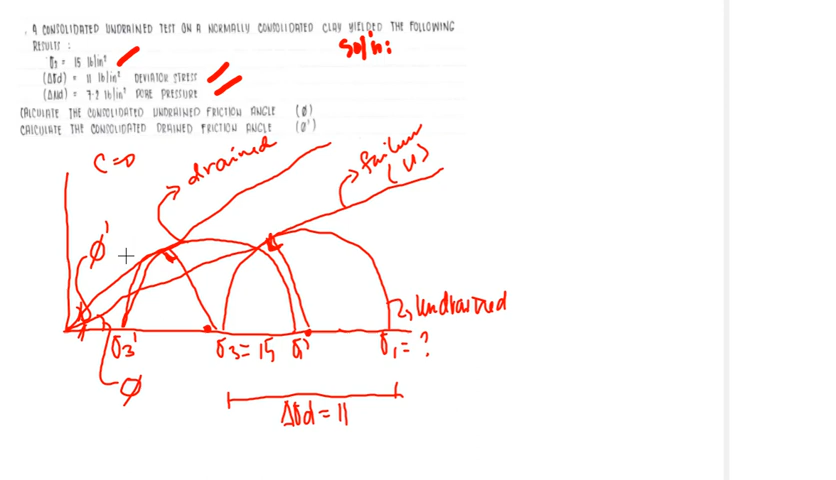 . A CONSOLIDATED UNDRAINED TEST ON A NORMALLY CONSOLIDATED CLAY YIELDED THE FOLLOWING
RESULTS :
σ3 = 15 lb/in²
(Δσd) = 11 lb/in² DEVIATOR STRESS
(Δud) = 7.2 lb/in² PORE PRESSURE
CALCULATE THE CONSOLIDATED UNDRAINED FRICTION ANGLE (Ø)
CALCULATE THE CONSOLIDATED DRAINED FRICTION ANGLE (Ø')
Sol'n:
C=0
drained
failure
(u)
Ø'
undrained
σ3'
σ3=15
σ1'
σ1=?
Ø
Δσd=11